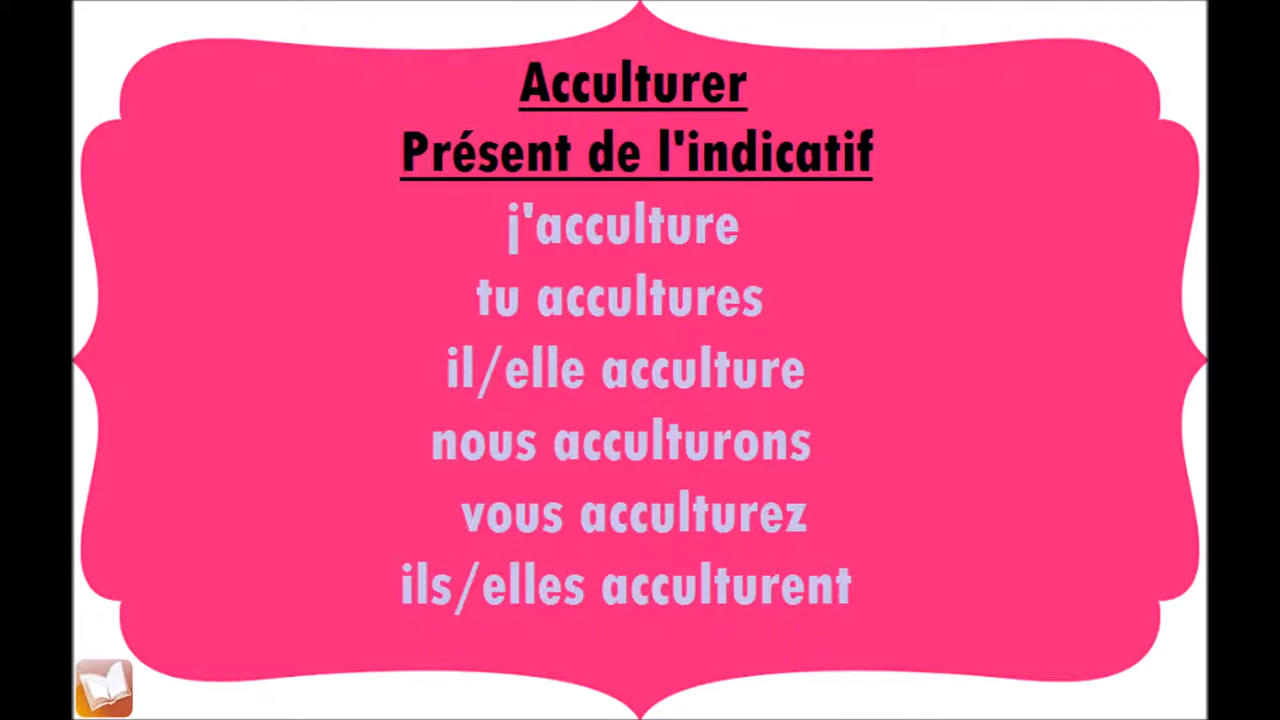 Acculturer
Présent de l'indicatif
j'acculture
tu accultures
il/elle acculture
nous acculturons
vous acculturez
ils/elles acculturent